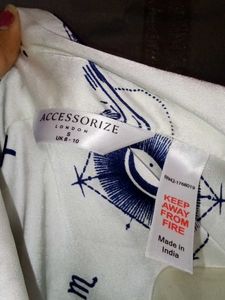 ACCESSORIZE
LONDON
S
UK 8 - 10
KEEP
AWAY
FROM
FIRE
Made in
India
m